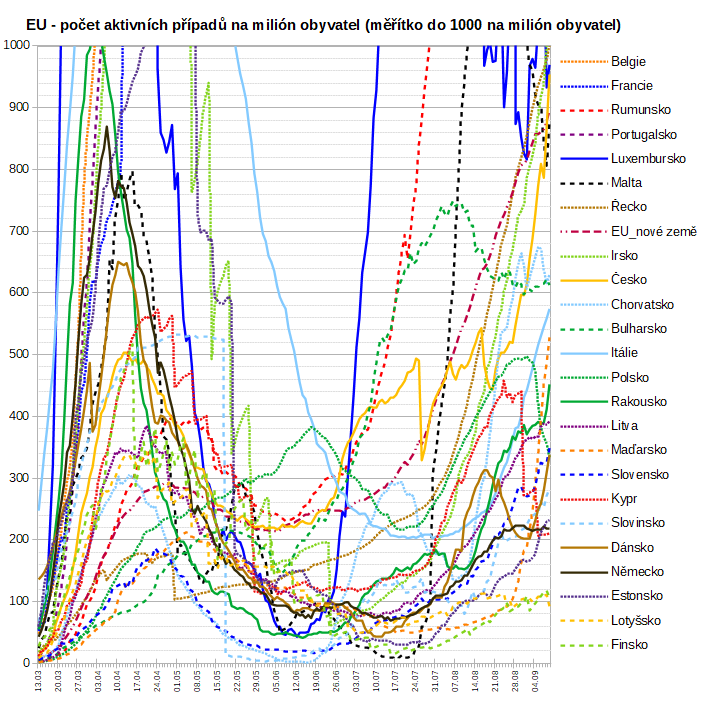 EU - počet aktivních případů na milión obyvatel (měřítko do 1000 na milión obyvatel)
1000
900
800
700
600
500
400
300
200
100
0
13.03
20.03
27.03
03.04
10.04
17.04
24.04
01.05
08.05
15.05
22.05
29.05
05.06
12.06
19.06
26.06
03.07
10.07
17.07
24.07
31.07
07.08
14.08
21.08
28.08
04.09
Belgie
Francie
Rumunsko
Portugalsko
Luxembursko
Malta
Řecko
EU_nové země
Irsko
Česko
Chorvatsko
Bulharsko
Itálie
Polsko
Rakousko
Litva
Maďarsko
Slovensko
Kypr
Slovinsko
Dánsko
Německo
Estonsko
Lotyšsko
Finsko